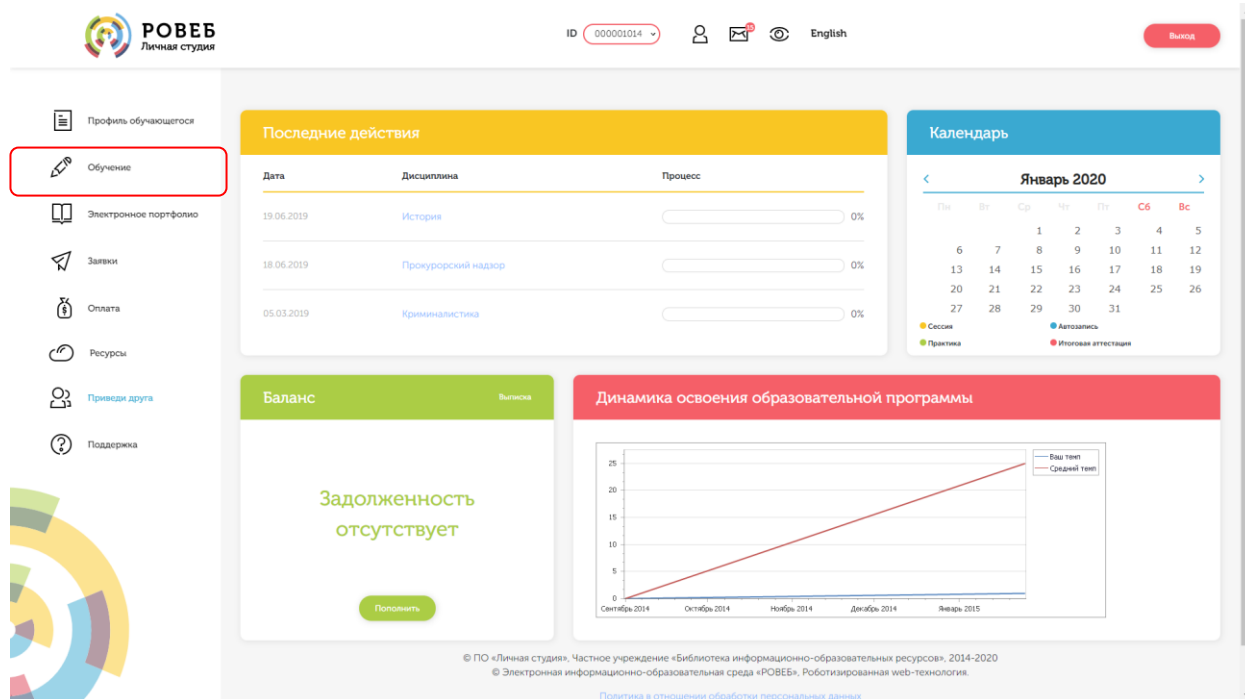 РОВЕБ
Личная студия
ID 000001014
35
English
Выход
Профиль обучающегося
Обучение
Электронное портфолио
Заявки
Оплата
Ресурсы
Приведи друга
Поддержка
Последние действия
Дата Дисциплина Процесс
19.06.2019 История 0%
18.06.2019 Прокурорский надзор 0%
05.03.2019 Криминалистика 0%
Календарь
< Январь 2020 >
Пн Вт Ср Чт Пт Сб Вс
1 2 3 4 5
6 7 8 9 10 11 12
13 14 15 16 17 18 19
20 21 22 23 24 25 26
27 28 29 30 31
Сессия Автозапись
Практика Итоговая аттестация
Баланс Выписка
Задолженность
отсутствует
Пополнить
Динамика освоения образовательной программы
25
20
15
10
5
0
Сентябрь 2014 Октябрь 2014 Ноябрь 2014 Декабрь 2014 Январь 2015
Ваш темп
Средний темп
© ПО «Личная студия», Частное учреждение «Библиотека информационно-образовательных ресурсов», 2014-2020
© Электронная информационно-образовательная среда «РОВЕБ», Роботизированная web-технология.
Политика в отношении обработки персональных данных